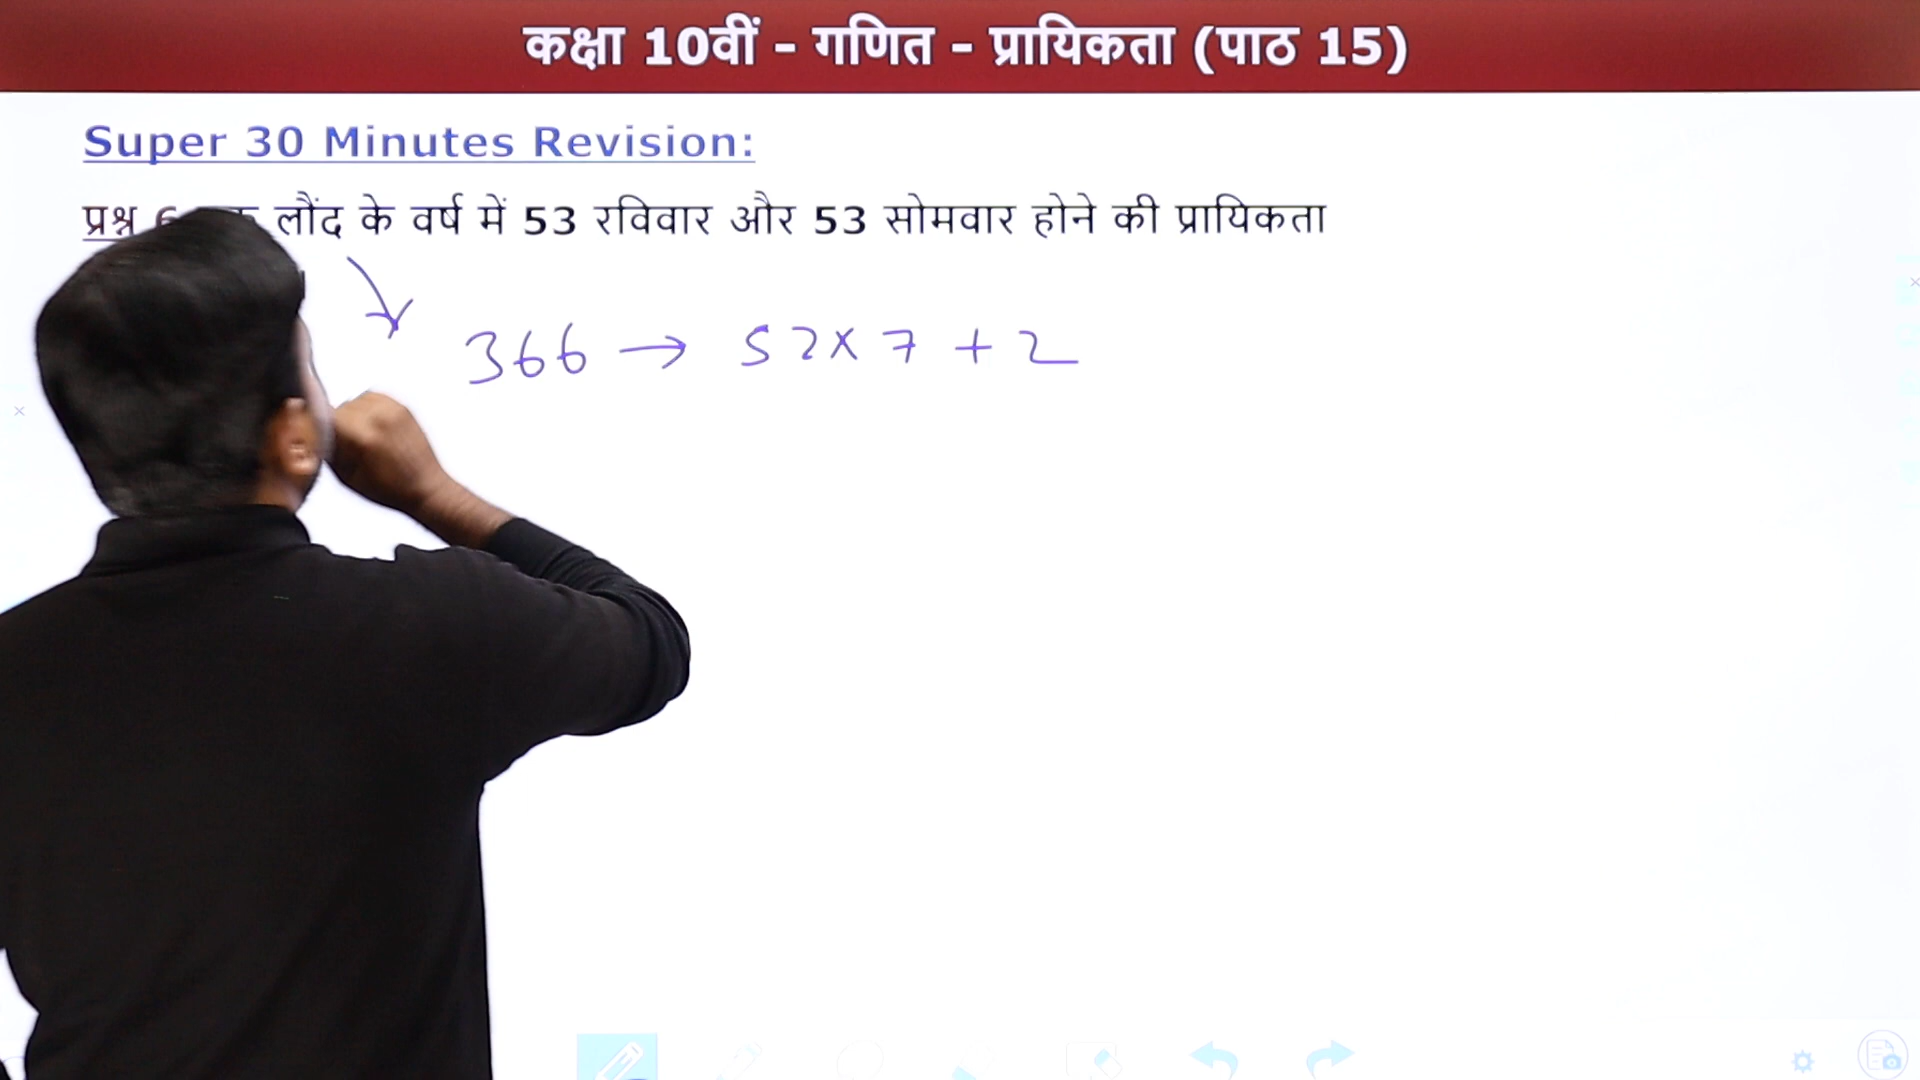 कक्षा 10वीं - गणित - प्रायिकता (पाठ 15)
Super 30 Minutes Revision:
प्रश्न लौंद के वर्ष में 53 रविवार और 53 सोमवार होने की प्रायिकता
366 → 52 x 7 + 2